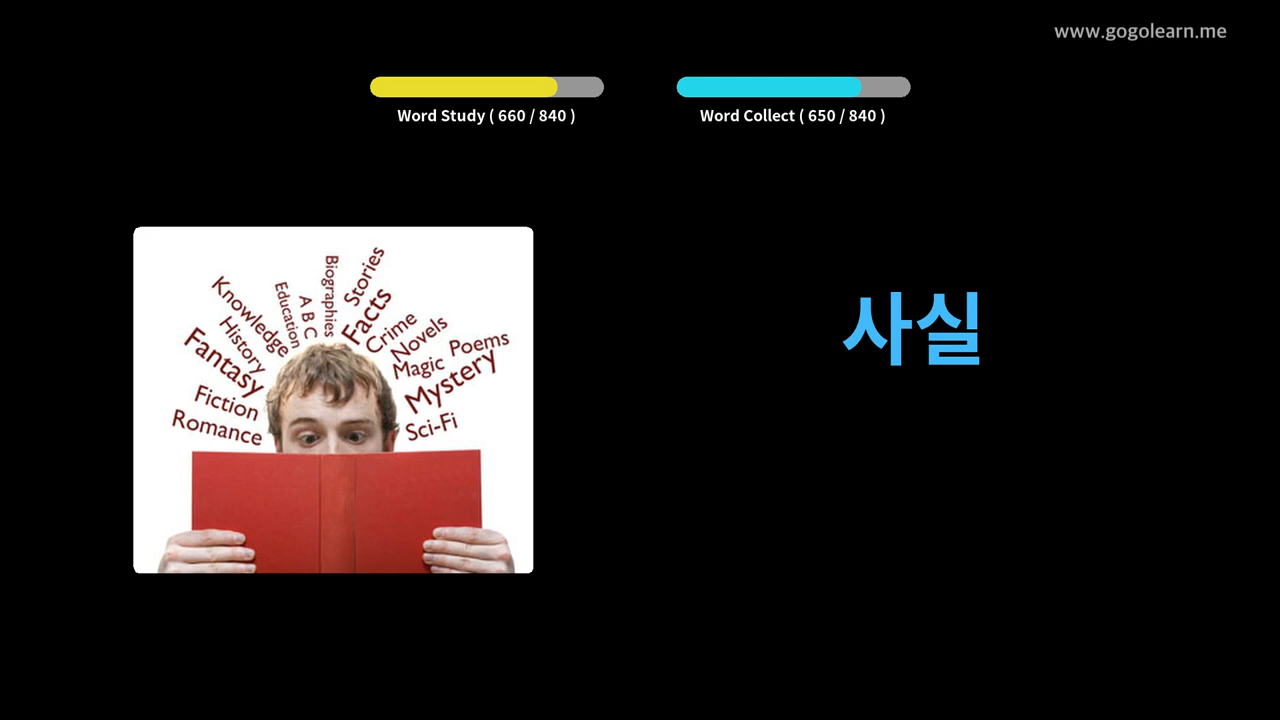 www.gogolearn.me
Word Study ( 660 / 840 )
Word Collect ( 650 / 840 )
Romance
Fiction
Fantasy
History
Knowledge
Education
A B C
Biographies
Stories
Facts
Crime
Novels
Magic
Poems
Mystery
Sci-Fi
사실